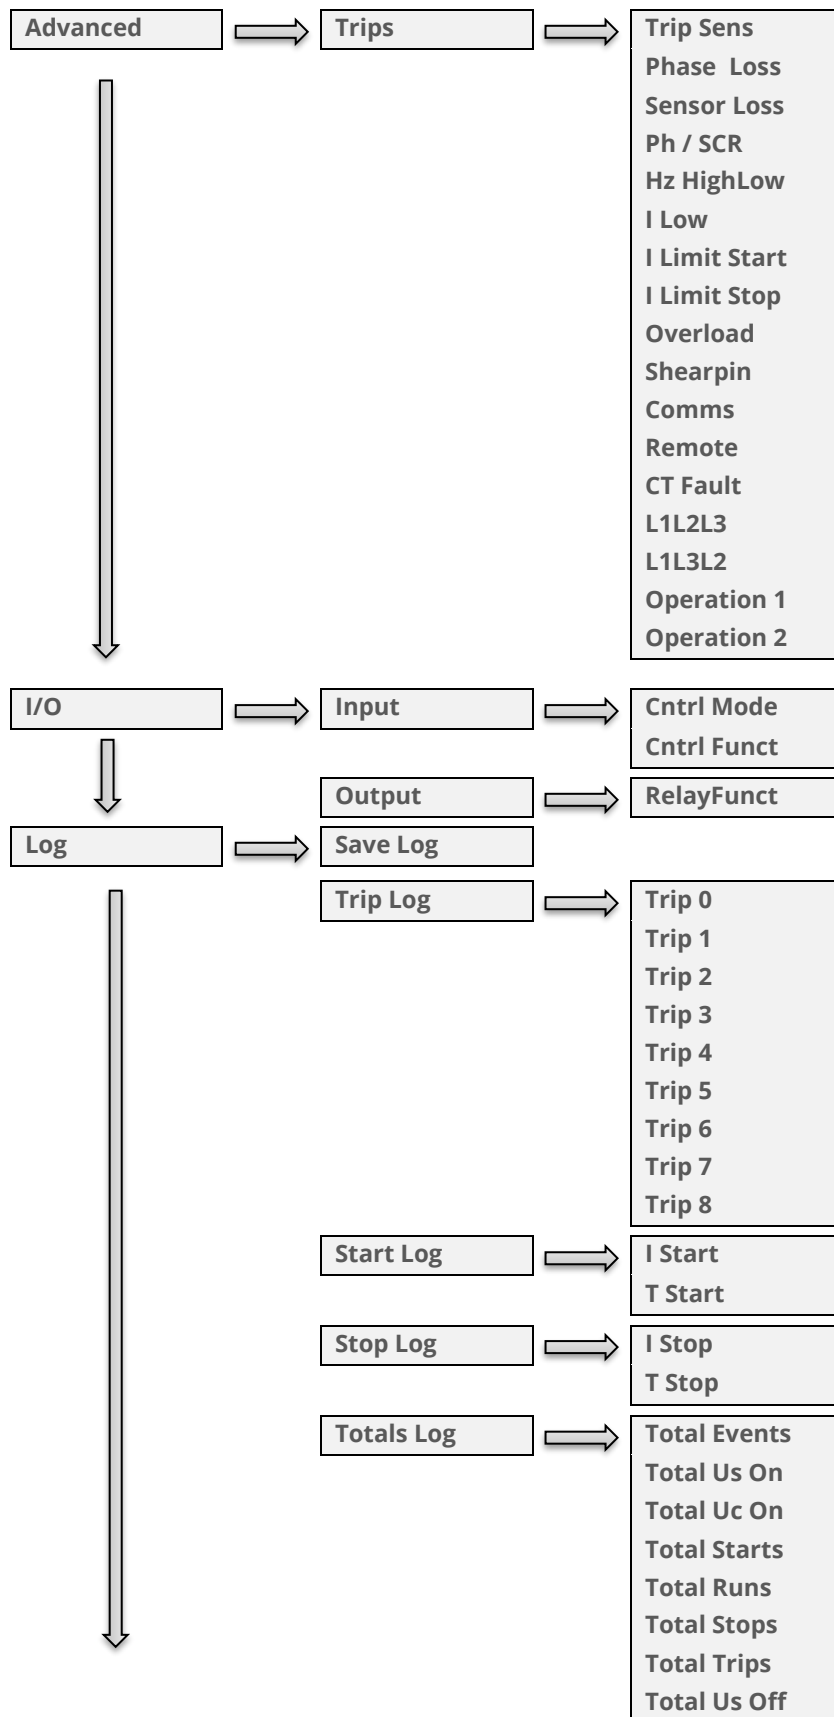 Advanced
Trips
Trip Sens
Phase  Loss
Sensor Loss
Ph / SCR
Hz HighLow
I Low
I Limit Start
I Limit Stop
Overload
Shearpin
Comms
Remote
CT Fault
L1L2L3
L1L3L2
Operation 1
Operation 2
I/O
Input
Cntrl Mode
Cntrl Funct
Output
RelayFunct
Log
Save Log
Trip Log
Trip 0
Trip 1
Trip 2
Trip 3
Trip 4
Trip 5
Trip 6
Trip 7
Trip 8
Start Log
I Start
T Start
Stop Log
I Stop
T Stop
Totals Log
Total Events
Total Us On
Total Uc On
Total Starts
Total Runs
Total Stops
Total Trips
Total Us Off